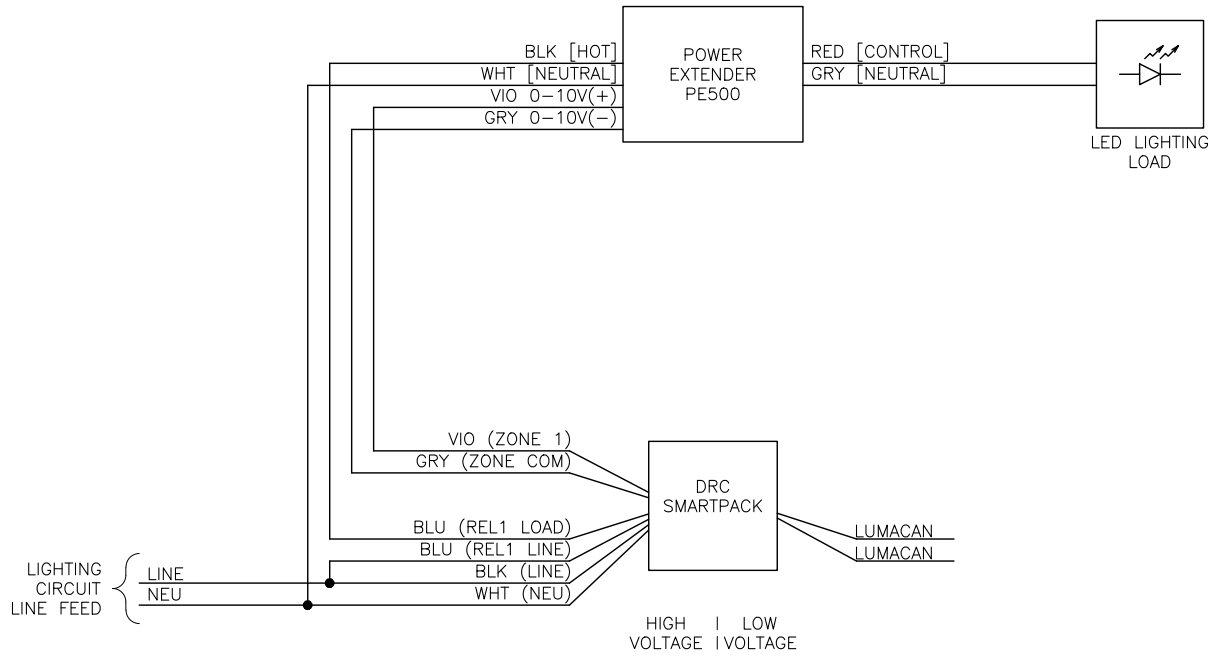 BLK [HOT]
WHT [NEUTRAL]
VIO 0-10V(+)
GRY 0-10V(-)
POWER
EXTENDER
PE500
RED [CONTROL]
GRY [NEUTRAL]
LED LIGHTING
LOAD
VIO (ZONE 1)
GRY (ZONE COM)
DRC
SMARTPACK
BLU (REL1 LOAD)
BLU (REL1 LINE)
BLK (LINE)
WHT (NEU)
LUMACAN
LUMACAN
LIGHTING
CIRCUIT
LINE FEED
LINE
NEU
HIGH | LOW
VOLTAGE | VOLTAGE